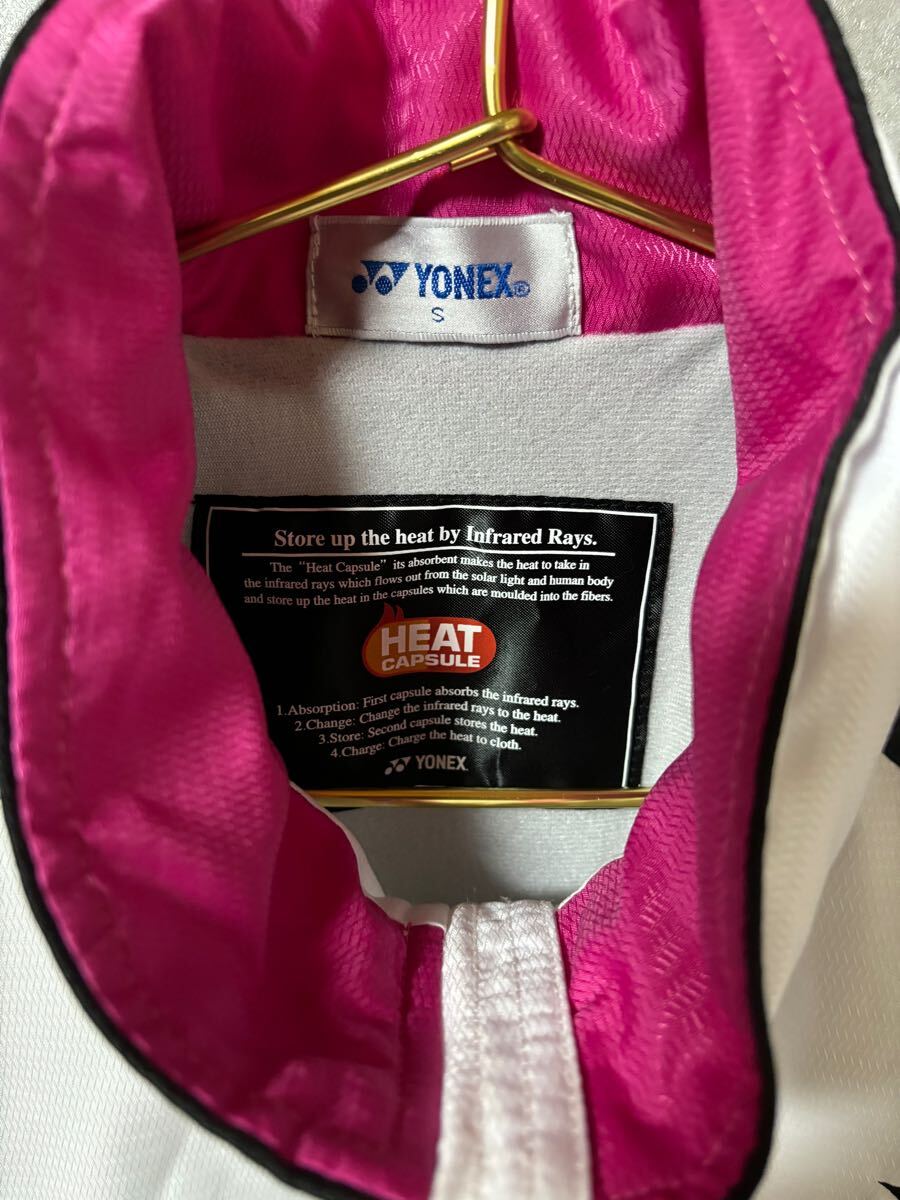 YONEX®
S
Store up the heat by Infrared Rays.
The "Heat Capsule" its absorbent makes the heat to take in
the infrared rays which flows out from the solar light and human body
and store up the heat in the capsules which are moulded into the fibers.
HEAT
CAPSULE
1.Absorption: First capsule absorbs the infrared rays.
2.Change: Change the infrared rays to the heat.
3.Store: Second capsule stores the heat.
4.Charge: Charge the heat to cloth.
YONEX